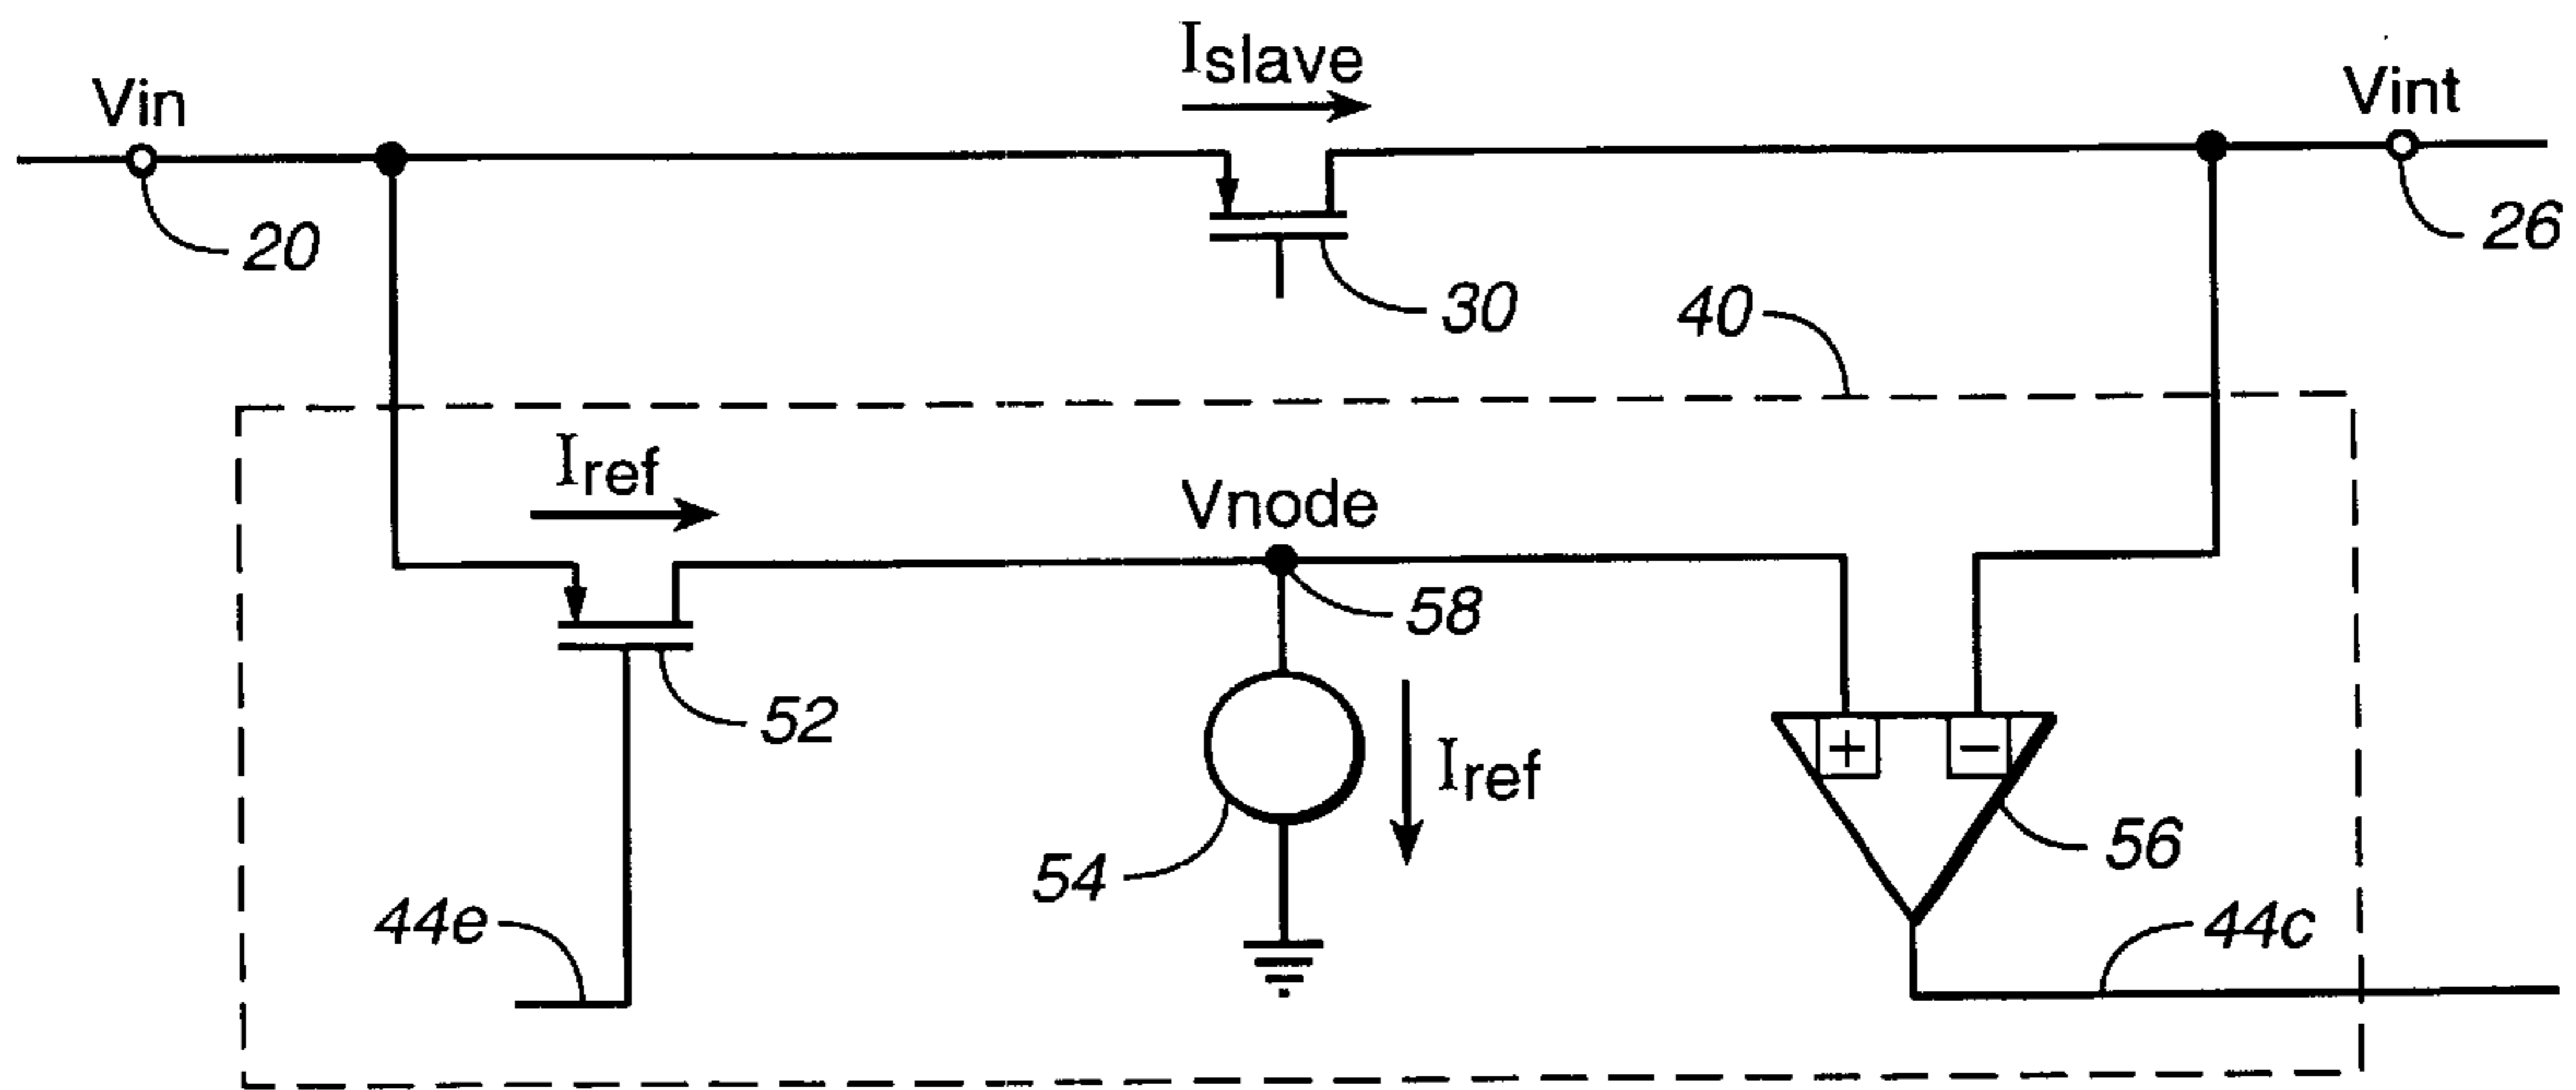 Islave
Vin
Vint
20
26
30
40
Iref
Vnode
58
52
+
−
Iref
54
56
44e
44c